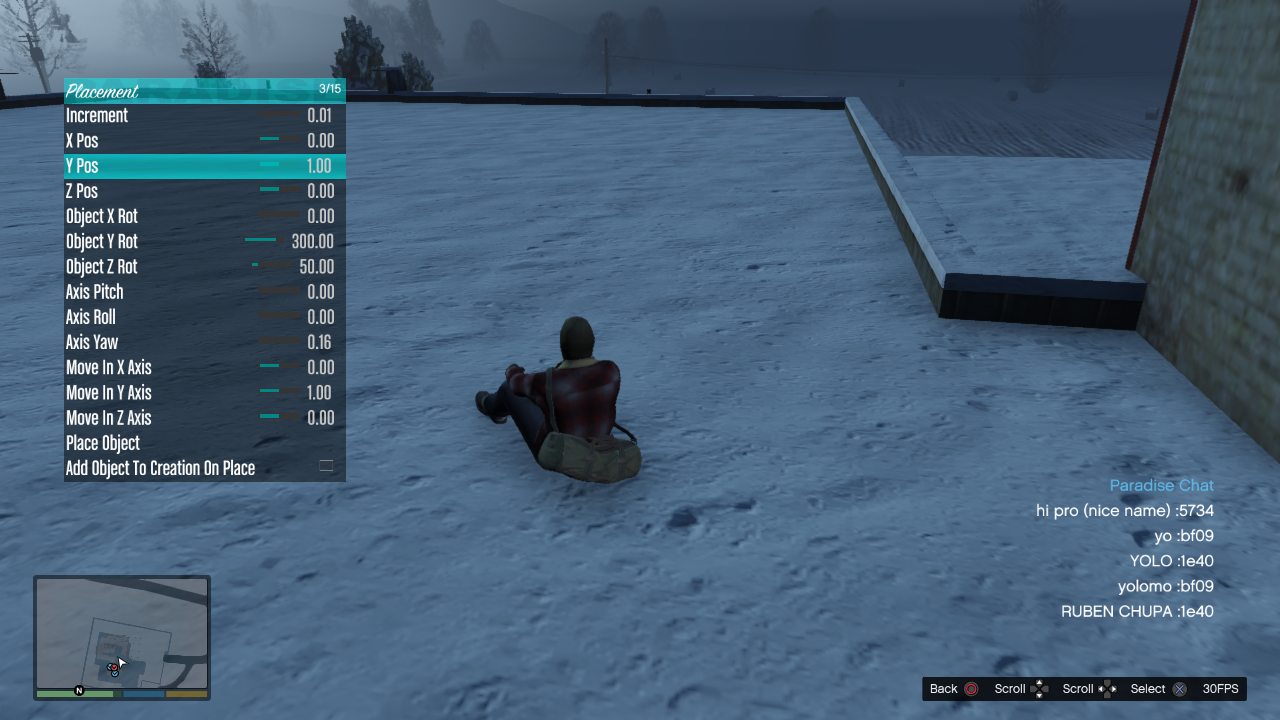 Placement 3/15
Increment 0.01
X Pos 0.00
Y Pos 1.00
Z Pos 0.00
Object X Rot 0.00
Object Y Rot 300.00
Object Z Rot 50.00
Axis Pitch 0.00
Axis Roll 0.00
Axis Yaw 0.16
Move In X Axis 0.00
Move In Y Axis 1.00
Move In Z Axis 0.00
Place Object
Add Object To Creation On Place
Paradise Chat
hi pro (nice name) :5734
yo :bf09
YOLO :1e40
yolomo :bf09
RUBEN CHUPA :1e40
N
Back Scroll Scroll Select 30FPS